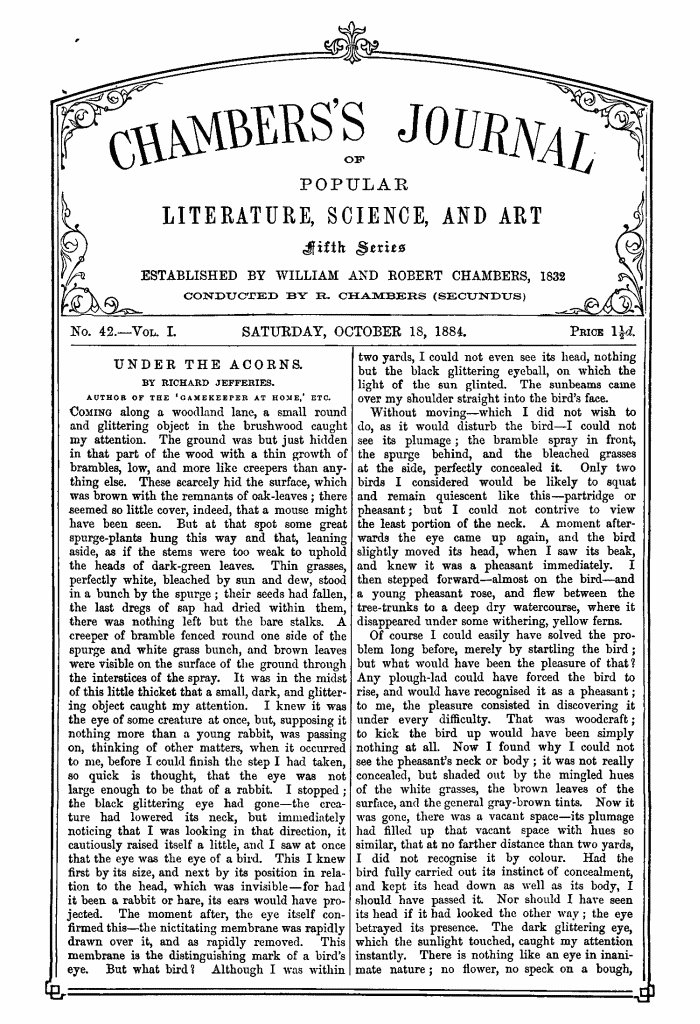 CHAMBERS'S JOURNAL
OF
POPULAR
LITERATURE, SCIENCE, AND ART
Fifth Series
ESTABLISHED BY WILLIAM AND ROBERT CHAMBERS, 1832
CONDUCTED BY R. CHAMBERS (SECUNDUS)
No. 42.—Vol. I.
SATURDAY, OCTOBER 18, 1884.
Price 1½d.
UNDER THE ACORNS.
BY RICHARD JEFFERIES.
AUTHOR OF THE 'GAMEKEEPER AT HOME,' ETC.
Coming along a woodland lane, a small round
and glittering object in the brushwood caught
my attention. The ground was but just hidden
in that part of the wood with a thin growth of
brambles, low, and more like creepers than any-
thing else. These scarcely hid the surface, which
was brown with the remnants of oak-leaves; there
seemed so little cover, indeed, that a mouse might
have been seen. But at that spot some great
spurge-plants hung this way and that, leaning
aside, as if the stems were too weak to uphold
the heads of dark-green leaves. Thin grasses,
perfectly white, bleached by sun and dew, stood
in a bunch by the spurge; their seeds had fallen,
the last dregs of sap had dried within them,
there was nothing left but the bare stalks. A
creeper of bramble fenced round one side of the
spurge and white grass bunch, and brown leaves
were visible on the surface of the ground through
the interstices of the spray. It was in the midst
of this little thicket that a small, dark, and glitter-
ing object caught my attention. I knew it was
the eye of some creature at once, but, supposing it
nothing more than a young rabbit, was passing
on, thinking of other matters, when it occurred
to me, before I could finish the step I had taken,
so quick is thought, that the eye was not
large enough to be that of a rabbit. I stopped;
the black glittering eye had gone—the crea-
ture had lowered its neck, but immediately
noticing that I was looking in that direction, it
cautiously raised itself a little, and I saw at once
that the eye was the eye of a bird. This I knew
first by its size, and next by its position in rela-
tion to the head, which was invisible—for had
it been a rabbit or hare, its ears would have pro-
jected. The moment after, the eye itself con-
firmed this—the nictitating membrane was rapidly
drawn over it, and as rapidly removed. This
membrane is the distinguishing mark of a bird's
eye. But what bird? Although I was within
two yards, I could not even see its head, nothing
but the black glittering eyeball, on which the
light of the sun glinted. The sunbeams came
over my shoulder straight into the bird's face.
Without moving—which I did not wish to
do, as it would disturb the bird—I could not
see its plumage; the bramble spray in front,
the spurge behind, and the bleached grasses
at the side, perfectly concealed it. Only two
birds I considered would be likely to squat
and remain quiescent like this—partridge or
pheasant; but I could not contrive to view
the least portion of the neck. A moment after-
wards the eye came up again, and the bird
slightly moved its head, when I saw its beak,
and knew it was a pheasant immediately. I
then stepped forward—almost on the bird—and
a young pheasant rose, and flew between the
tree-trunks to a deep dry watercourse, where it
disappeared under some withering, yellow ferns.
Of course I could easily have solved the pro-
blem long before, merely by startling the bird;
but what would have been the pleasure of that?
Any plough-lad could have forced the bird to
rise, and would have recognised it as a pheasant;
to me, the pleasure consisted in discovering it
under every difficulty. That was woodcraft;
to kick the bird up would have been simply
nothing at all. Now I found why I could not
see the pheasant's neck or body; it was not really
concealed, but shaded out by the mingled hues
of the white grasses, the brown leaves of the
surface, and the general gray-brown tints. Now it
was gone, there was a vacant space—its plumage
had filled up that vacant space with hues so
similar, that at no farther distance than two yards,
I did not recognise it by colour. Had the
bird fully carried out its instinct of concealment,
and kept its head down as well as its body, I
should have passed it. Nor should I have seen
its head if it had looked the other way; the eye
betrayed its presence. The dark glittering eye,
which the sunlight touched, caught my attention
instantly. There is nothing like an eye in inani-
mate nature; no flower, no speck on a bough,